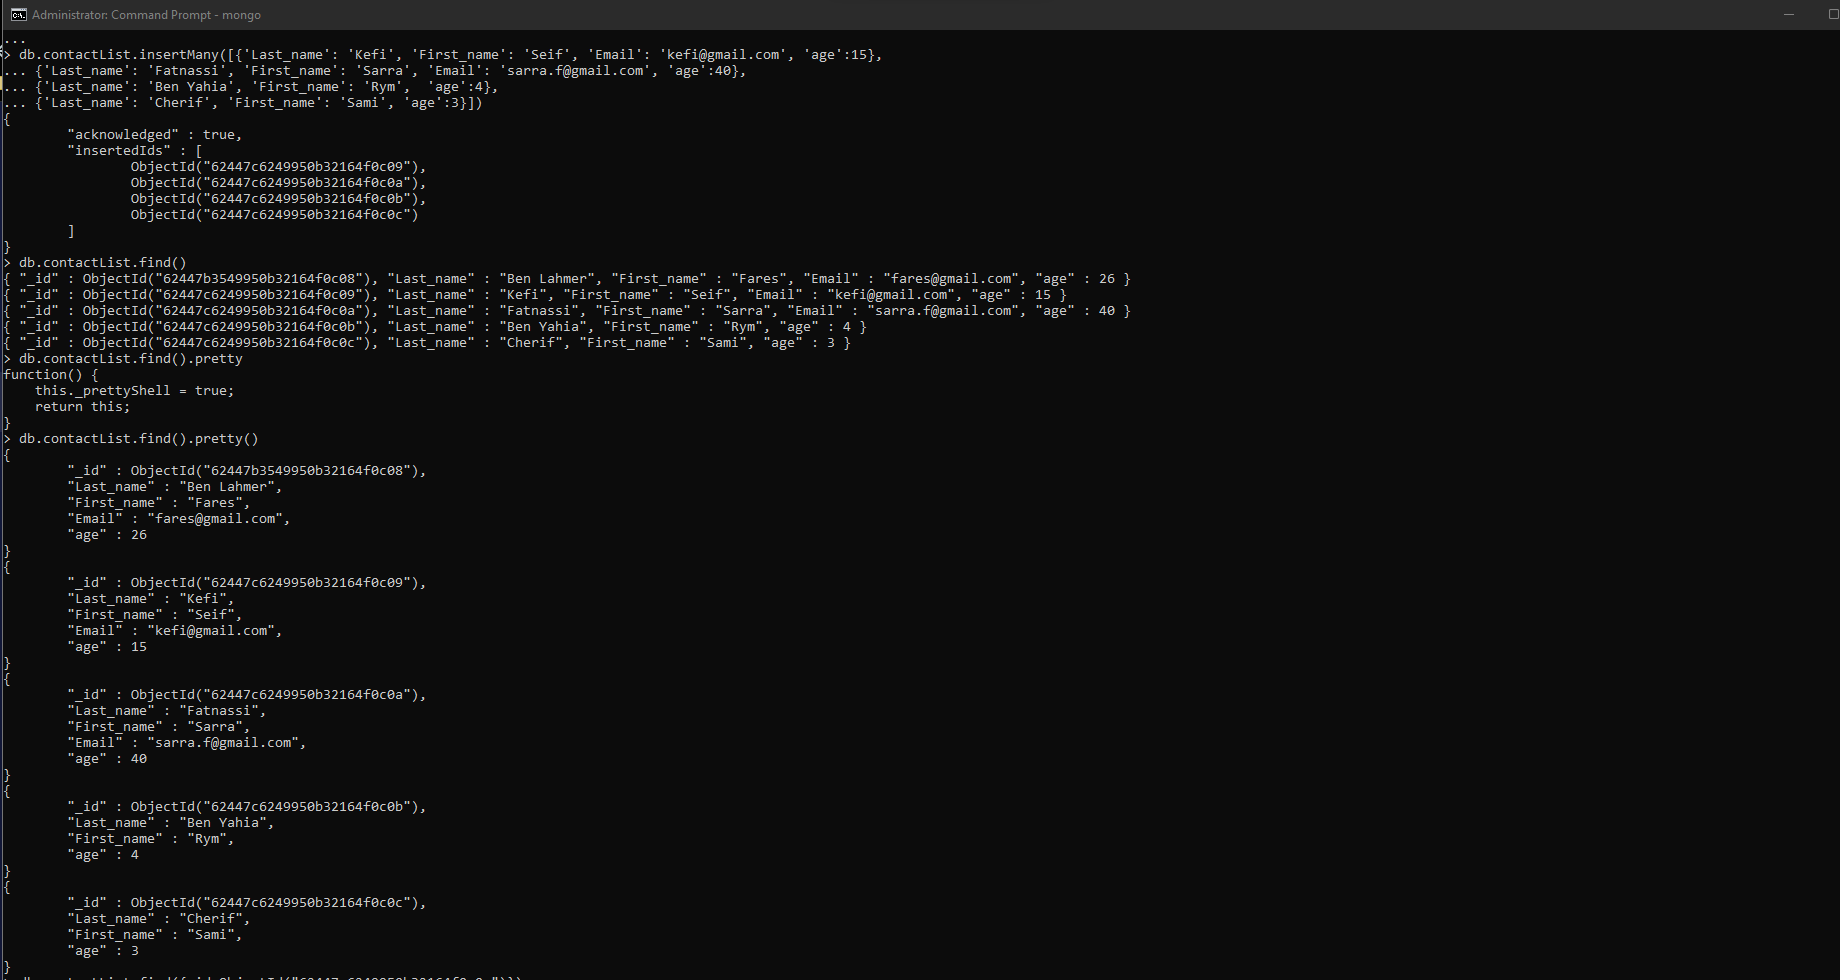 Administrator: Command Prompt - mongo
...
> db.contactList.insertMany([{'Last_name': 'Kefi', 'First_name': 'Seif', 'Email': 'kefi@gmail.com', 'age':15},
... {'Last_name': 'Fatnassi', 'First_name': 'Sarra', 'Email': 'sarra.f@gmail.com', 'age':40},
... {'Last_name': 'Ben Yahia', 'First_name': 'Rym',  'age':4},
... {'Last_name': 'Cherif', 'First_name': 'Sami', 'age':3}])
{
        "acknowledged" : true,
        "insertedIds" : [
                ObjectId("62447c6249950b32164f0c09"),
                ObjectId("62447c6249950b32164f0c0a"),
                ObjectId("62447c6249950b32164f0c0b"),
                ObjectId("62447c6249950b32164f0c0c")
        ]
}
> db.contactList.find()
{ "_id" : ObjectId("62447b3549950b32164f0c08"), "Last_name" : "Ben Lahmer", "First_name" : "Fares", "Email" : "fares@gmail.com", "age" : 26 }
{ "_id" : ObjectId("62447c6249950b32164f0c09"), "Last_name" : "Kefi", "First_name" : "Seif", "Email" : "kefi@gmail.com", "age" : 15 }
{ "_id" : ObjectId("62447c6249950b32164f0c0a"), "Last_name" : "Fatnassi", "First_name" : "Sarra", "Email" : "sarra.f@gmail.com", "age" : 40 }
{ "_id" : ObjectId("62447c6249950b32164f0c0b"), "Last_name" : "Ben Yahia", "First_name" : "Rym", "age" : 4 }
{ "_id" : ObjectId("62447c6249950b32164f0c0c"), "Last_name" : "Cherif", "First_name" : "Sami", "age" : 3 }
> db.contactList.find().pretty
function() {
    this._prettyShell = true;
    return this;
}
> db.contactList.find().pretty()
{
        "_id" : ObjectId("62447b3549950b32164f0c08"),
        "Last_name" : "Ben Lahmer",
        "First_name" : "Fares",
        "Email" : "fares@gmail.com",
        "age" : 26
}
{
        "_id" : ObjectId("62447c6249950b32164f0c09"),
        "Last_name" : "Kefi",
        "First_name" : "Seif",
        "Email" : "kefi@gmail.com",
        "age" : 15
}
{
        "_id" : ObjectId("62447c6249950b32164f0c0a"),
        "Last_name" : "Fatnassi",
        "First_name" : "Sarra",
        "Email" : "sarra.f@gmail.com",
        "age" : 40
}
{
        "_id" : ObjectId("62447c6249950b32164f0c0b"),
        "Last_name" : "Ben Yahia",
        "First_name" : "Rym",
        "age" : 4
}
{
        "_id" : ObjectId("62447c6249950b32164f0c0c"),
        "Last_name" : "Cherif",
        "First_name" : "Sami",
        "age" : 3
}